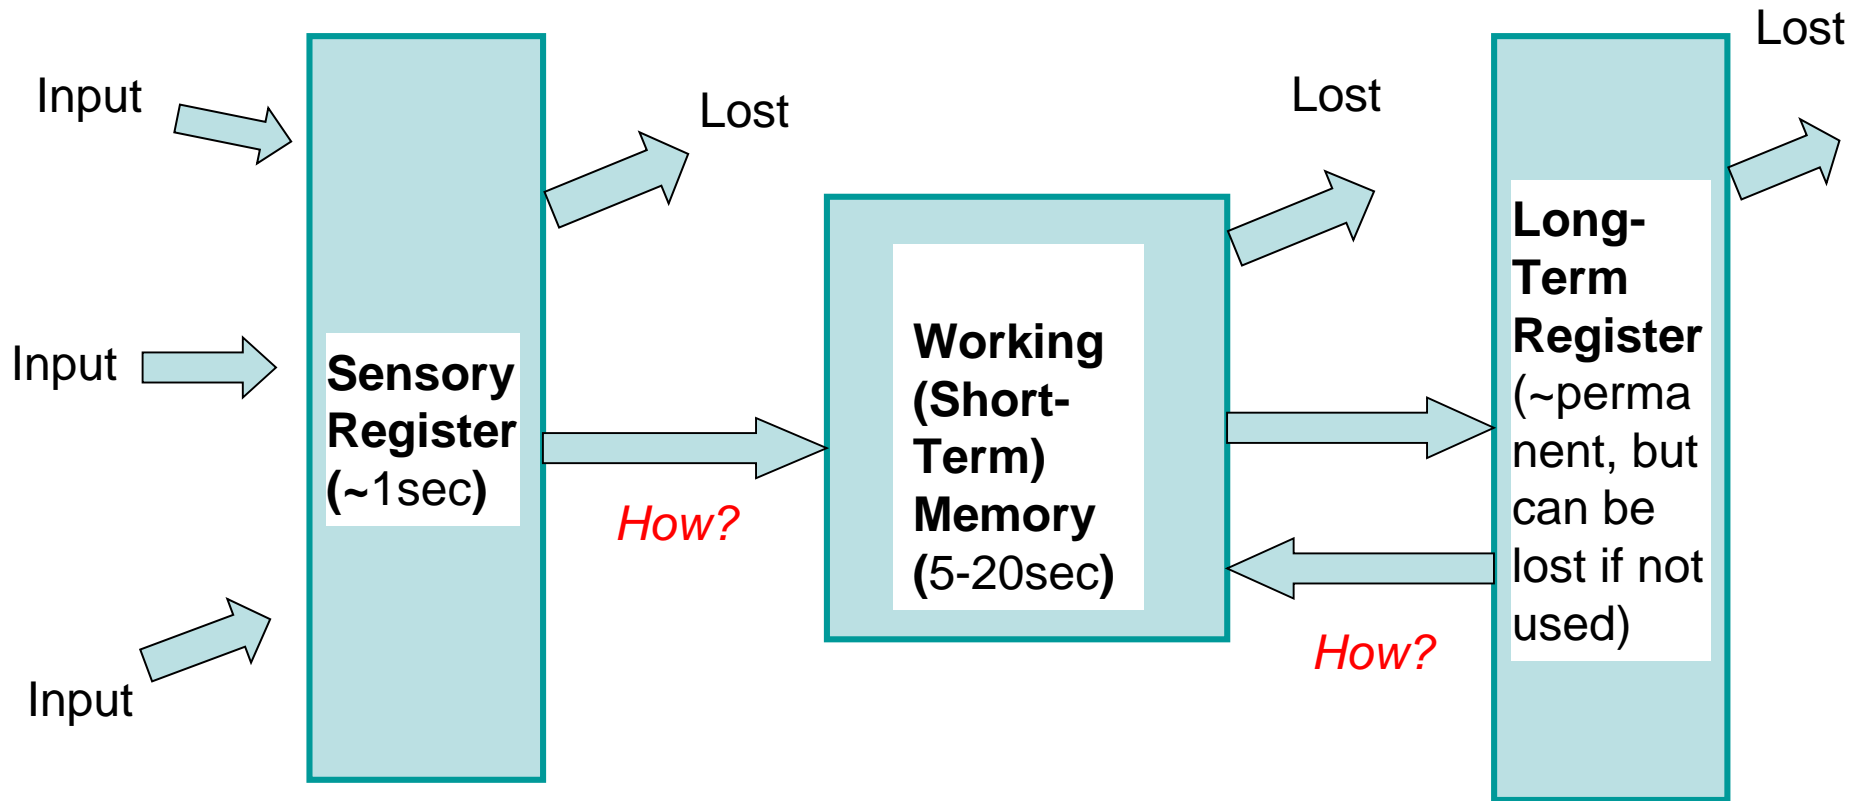 Input
Input
Input
Sensory
Register
(~1sec)
Lost
How?
Working
(Short-
Term)
Memory
(5-20sec)
Lost
How?
Long-
Term
Register
(~perma
nent, but
can be
lost if not
used)
Lost